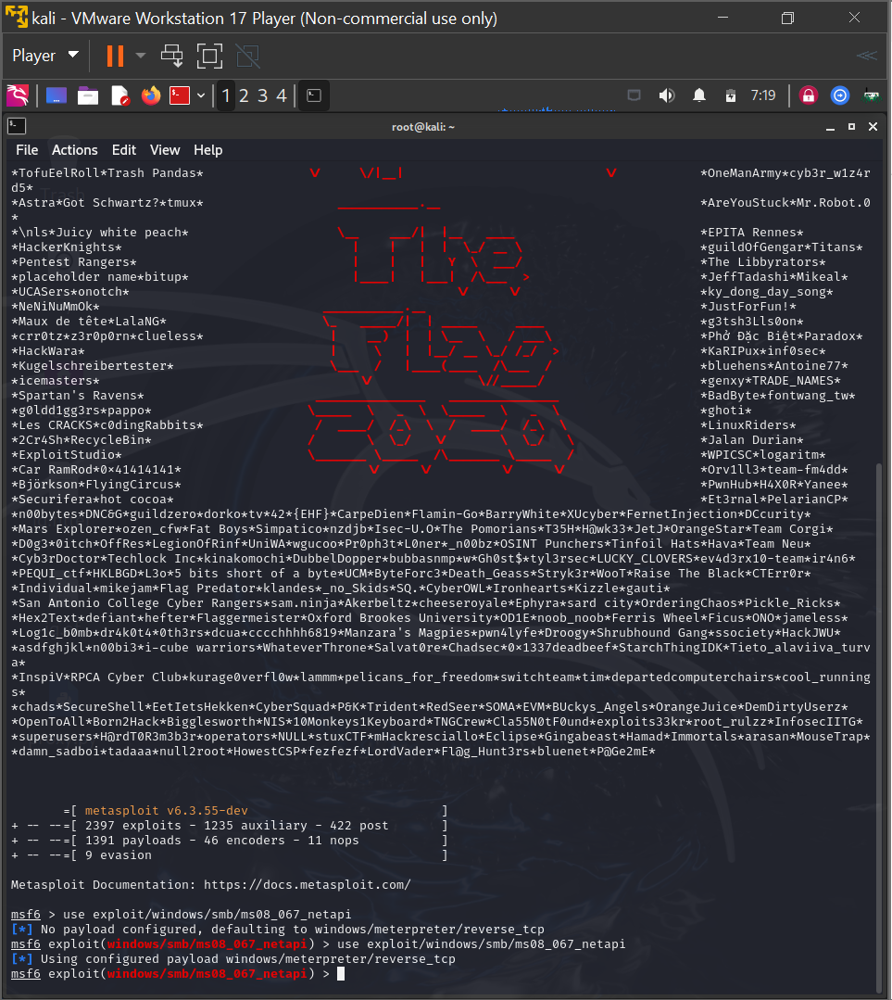 kali - VMware Workstation 17 Player (Non-commercial use only)
Player
1 2 3 4 7:19
root@kali: ~
File Actions Edit View Help
*TofuEelRoll*Trash Pandas* *OneManArmy*cyb3r_w1z4r
d5*
*Astra*Got Schwartz?*tmux* *AreYouStuck*Mr.Robot.0
*
*\nls*Juicy white peach* *EPITA Rennes*
*HackerKnights* *guildOfGengar*Titans*
The
*Pentest Rangers* *The Libbyrators*
*placeholder name*bitup* *JeffTadashi*Mikeal*
*UCASers*onotch* *ky_dong_day_song*
*NeNiNuMmOk* *JustForFun!*
*Maux de tête*LalaNG* *g3tsh3Lls0on*
*crr0tz*z3r0p0rn*clueless* *Phở Đặc Biệt*Paradox*
Flag
*HackWara* *KaRIPux*inf0sec*
*Kugelschreibertester* *bluehens*Antoine77*
*icemasters* *genxy*TRADE_NAMES*
*Spartan's Ravens* *BadByte*fontwang_tw*
*g0ldd1gg3rs*pappo* *ghoti*
*Les CRACKS*c0dingRabbits* *LinuxRiders*
2020
*2Cr4Sh*RecycleBin* *Jalan Durian*
*ExploitStudio* *WPICSC*logaritm*
*Car RamRod*0×41414141* *Orv1ll3*team-fm4dd*
*Björkson*FlyingCircus* *PwnHub*H4X0R*Yanee*
*Securifera*hot cocoa* *Et3rnal*PelarianCP*
*n00bytes*DNC&G*guildzero*dorko*tv*42*{EHF}*CarpeDien*Flamin-Go*BarryWhite*XUcyber*FernetInjection*DCcurity*
*Mars Explorer*ozen_cfw*Fat Boys*Simpatico*nzdjb*Isec-U.O*The Pomorians*T35H*H@wk33*JetJ*OrangeStar*Team Corgi*
*D0g3*0itch*OffRes*LegionOfRinf*UniWA*wgucoo*Pr0ph3t*L0ner*_n00bz*OSINT Punchers*Tinfoil Hats*Hava*Team Neu*
*Cyb3rDoctor*Techlock Inc*kinakomochi*DubbelDopper*bubbasnmp*w*Gh0st$*tyl3rsec*LUCKY_CLOVERS*ev4d3rx10-team*ir4n6*
*PEQUI_ctf*HKLBGD*L3o*5 bits short of a byte*UCM*ByteForc3*Death_Geass*Stryk3r*WooT*Raise The Black*CTErr0r*
*Individual*mikejam*Flag Predator*klandes*_no_Skids*SQ.*CyberOWL*Ironhearts*Kizzle*gauti*
*San Antonio College Cyber Rangers*sam.ninja*Akerbeltz*cheeseroyale*Ephyra*sard city*OrderingChaos*Pickle_Ricks*
*Hex2Text*defiant*hefter*Flaggermeister*Oxford Brookes University*OD1E*noob_noob*Ferris Wheel*Ficus*ONO*jameless*
*Log1c_b0mb*dr4k0t4*0th3rs*dcua*cccchhhh6819*Manzara's Magpies*pwn4lyfe*Droogy*Shrubhound Gang*ssociety*HackJWU*
*asdfghjkl*n00bi3*i-cube warriors*WhateverThrone*Salvat0re*Chadsec*0×1337deadbeef*StarchThingIDK*Tieto_alaviiva_turv
a*
*InspiV*RPCA Cyber Club*kurage0verfl0w*lammm*pelicans_for_freedom*switchteam*tim*departedcomputerchairs*cool_running
s*
*chads*SecureShell*EetIetsHekken*CyberSquad*P&K*Trident*RedSeer*SOMA*EVM*BUckys_Angels*OrangeJuice*DemDirtyUserz*
*OpenToAll*Born2Hack*Bigglesworth*NIS*10Monkeys1Keyboard*TNGCrew*Cla55N0tF0und*exploits33kr*root_rulzz*InfosecIITG*
*superusers*H@rdT0R3m3b3r*operators*NULL*stuxCTF*mHackresciallo*Eclipse*Gingabeast*Hamad*Immortals*arasan*MouseTrap*
*damn_sadboi*tadaaa*null2root*HowestCSP*fezfezf*LordVader*Fl@g_Hunt3rs*bluenet*P@Ge2mE*
=[ metasploit v6.3.55-dev ]
+ -- --=[ 2397 exploits - 1235 auxiliary - 422 post ]
+ -- --=[ 1391 payloads - 46 encoders - 11 nops ]
+ -- --=[ 9 evasion ]
Metasploit Documentation: https://docs.metasploit.com/
msf6 > use exploit/windows/smb/ms08_067_netapi
[*] No payload configured, defaulting to windows/meterpreter/reverse_tcp
msf6 exploit(windows/smb/ms08_067_netapi) > use exploit/windows/smb/ms08_067_netapi
[*] Using configured payload windows/meterpreter/reverse_tcp
msf6 exploit(windows/smb/ms08_067_netapi) >